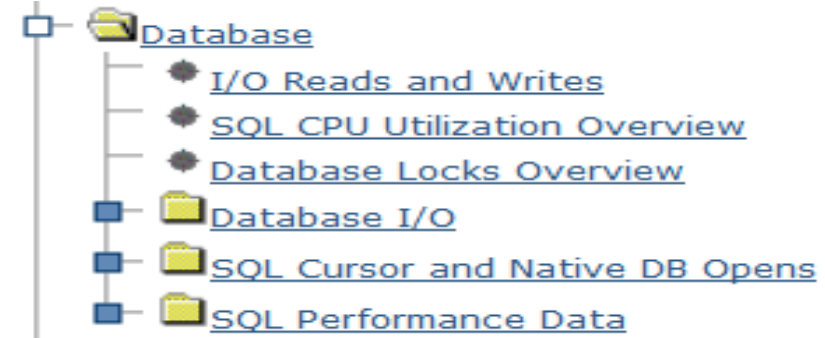 Database
I/O Reads and Writes
SQL CPU Utilization Overview
Database Locks Overview
Database I/O
SQL Cursor and Native DB Opens
SQL Performance Data